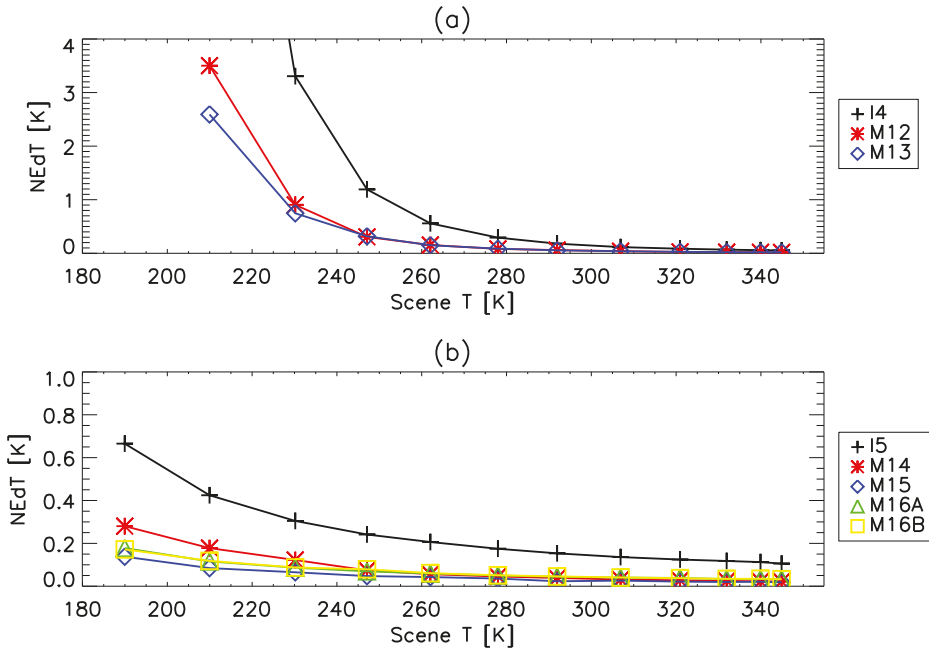 (a)
4
3
2
1
0
NEdT [K]
180 200 220 240 260 280 300 320 340
Scene T [K]
I4
M12
M13
(b)
1.0
0.8
0.6
0.4
0.2
0.0
NEdT [K]
180 200 220 240 260 280 300 320 340
Scene T [K]
I5
M14
M15
M16A
M16B